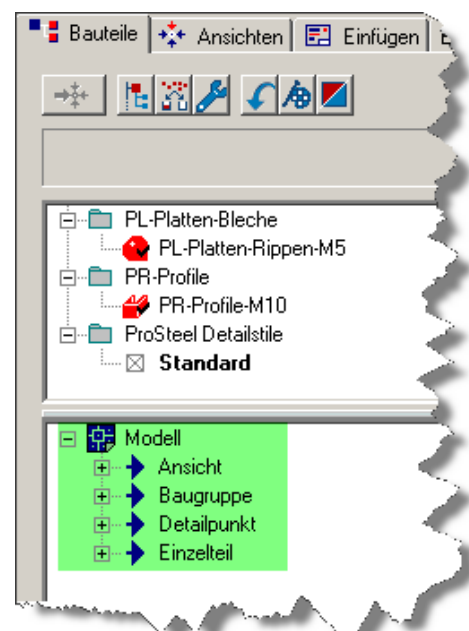 Bauteile Ansichten Einfügen
PL-Platten-Bleche
PL-Platten-Rippen-M5
PR-Profile
PR-Profile-M10
ProSteel Detailstile
Standard
Modell
Ansicht
Baugruppe
Detailpunkt
Einzelteil